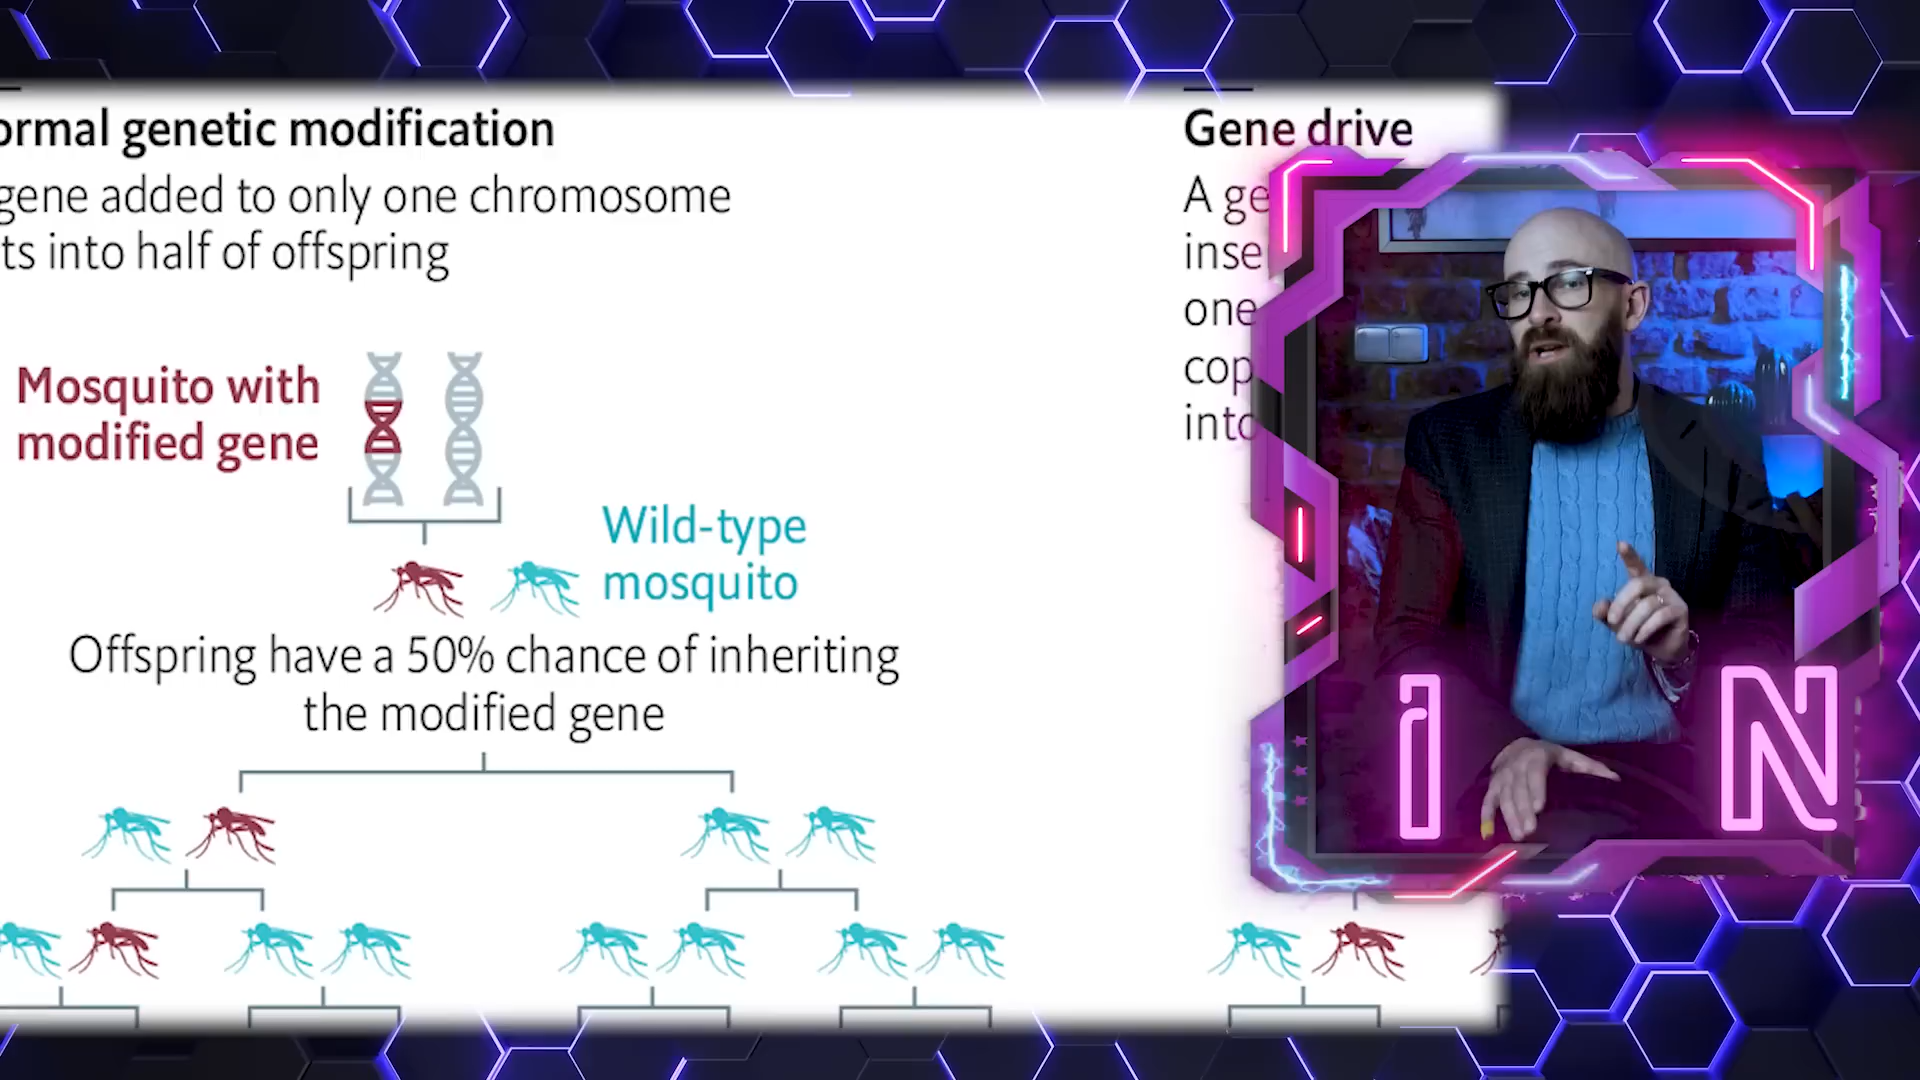 ormal genetic modification
gene added to only one chromosome
ts into half of offspring
Mosquito with
modified gene
Wild-type
mosquito
Offspring have a 50% chance of inheriting
the modified gene
Gene drive
A ge
inse
one
cop
into
I N